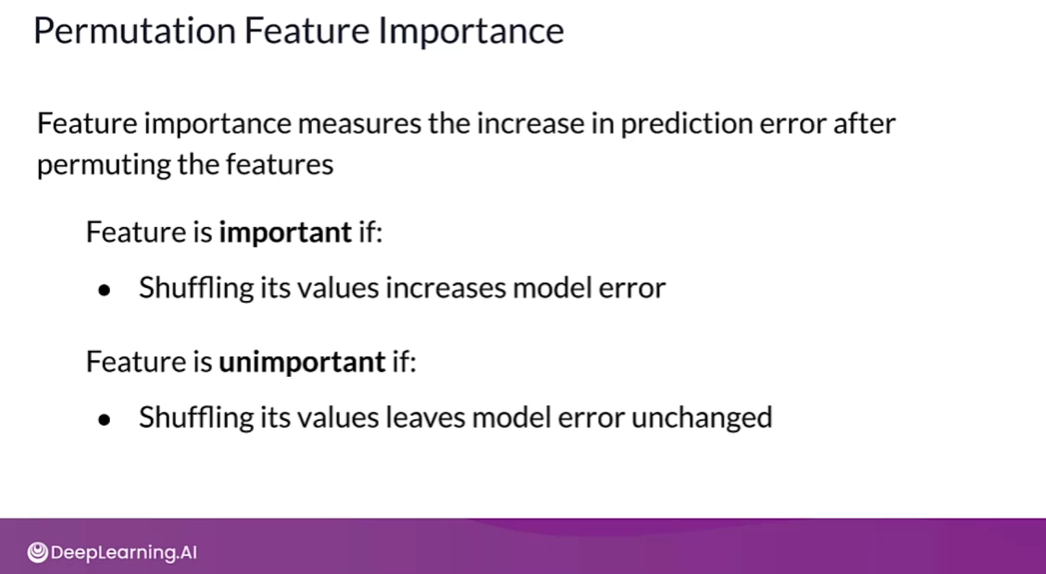 Permutation Feature Importance
Feature importance measures the increase in prediction error after
permuting the features
Feature is important if:
● Shuffling its values increases model error
Feature is unimportant if:
● Shuffling its values leaves model error unchanged
DeepLearning.AI